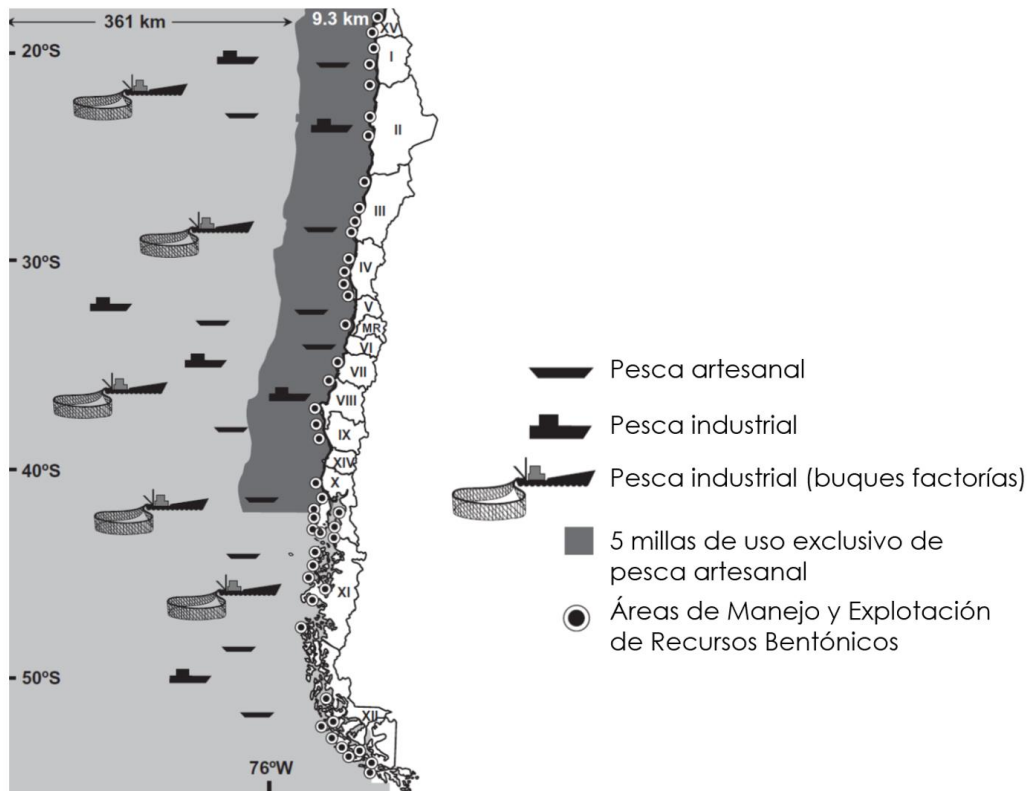 361 km
9.3 km
XV
20ºS
I
II
III
30ºS
IV
V
MR
VI
VII
VIII
IX
40ºS
XIV
X
XI
50ºS
XII
76ºW
Pesca artesanal
Pesca industrial
Pesca industrial (buques factorías)
5 millas de uso exclusivo de
pesca artesanal
Áreas de Manejo y Explotación
de Recursos Bentónicos